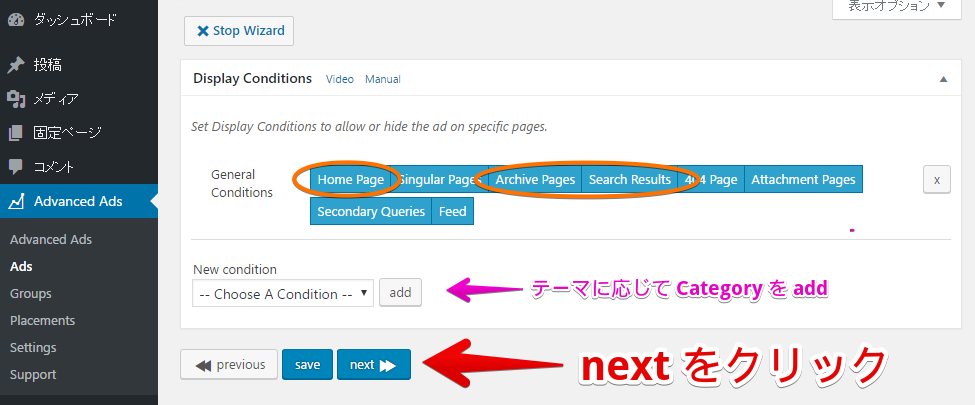 ダッシュボード
投稿
メディア
固定ページ
コメント
Advanced Ads
Advanced Ads
Ads
Groups
Placements
Settings
Support
表示オプション ▼
✖ Stop Wizard
Display Conditions Video Manual ▲
Set Display Conditions to allow or hide the ad on specific pages.
General Conditions
Home Page Singular Pages Archive Pages Search Results 404 Page Attachment Pages x
Secondary Queries Feed
New condition
-- Choose A Condition -- ▼ add
テーマに応じて Category を add
previous save next
next をクリック